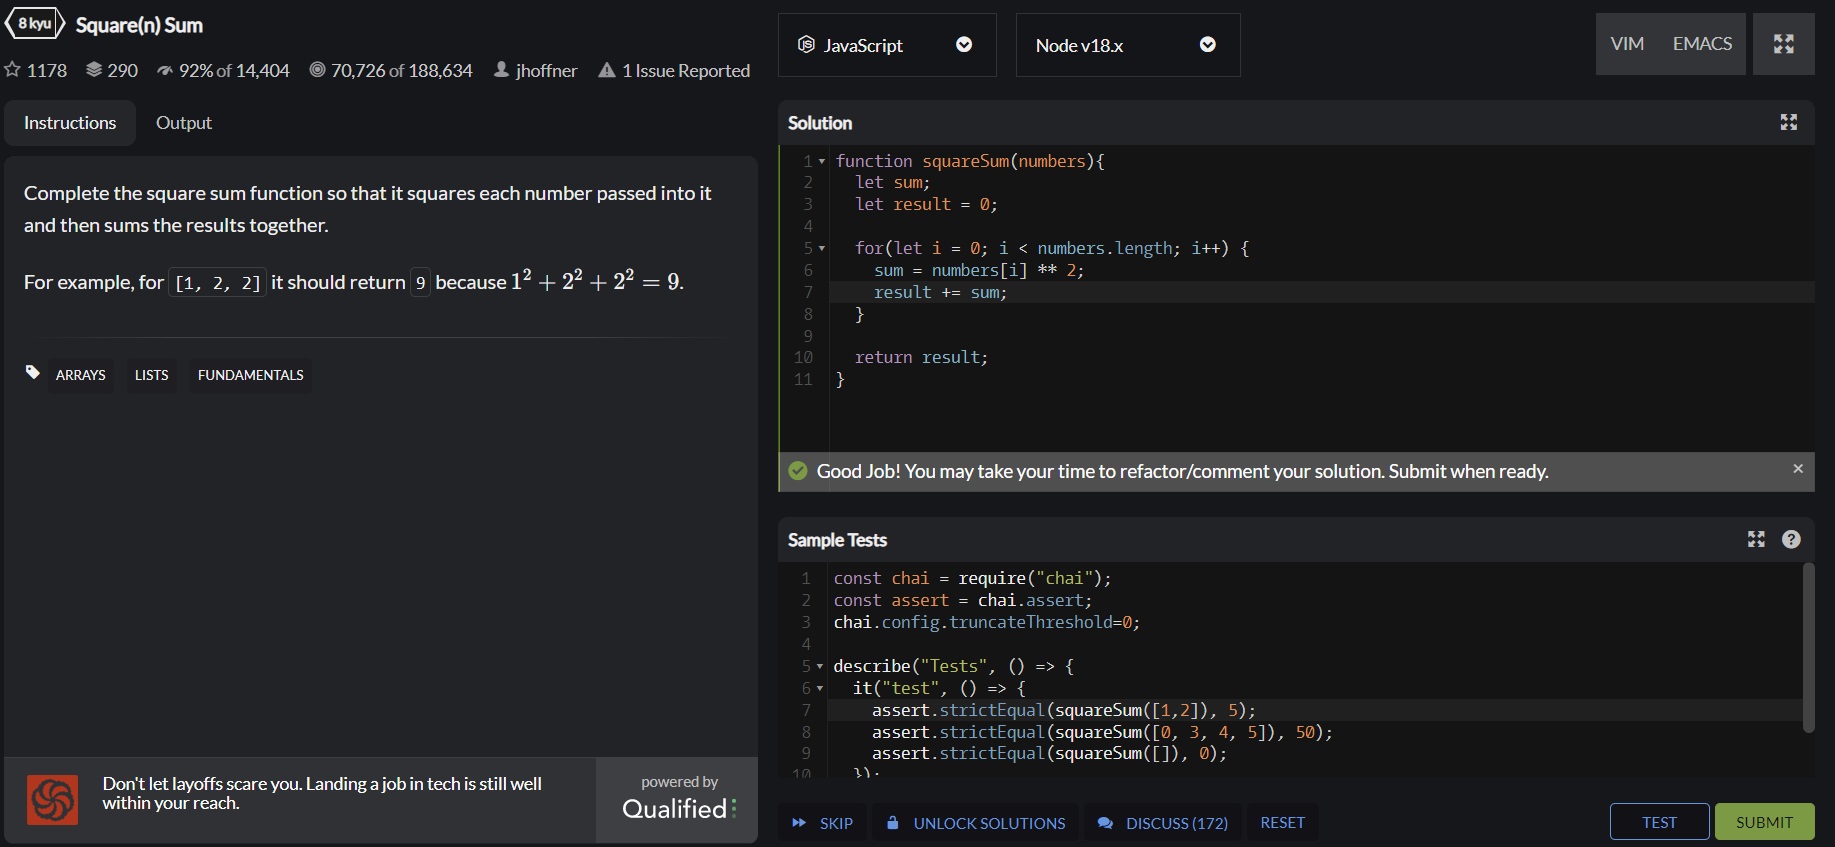 8 kyu Square(n) Sum
1178 290 92% of 14,404 70,726 of 188,634 jhoffner 1 Issue Reported
Instructions Output
Complete the square sum function so that it squares each number passed into it
and then sums the results together.
For example, for [1, 2, 2] it should return 9 because 1² + 2² + 2² = 9.
ARRAYS LISTS FUNDAMENTALS
Don't let layoffs scare you. Landing a job in tech is still well
within your reach.
powered by
Qualified
JS JavaScript Node v18.x VIM EMACS
Solution
1 function squareSum(numbers){
2   let sum;
3   let result = 0;
4
5   for(let i = 0; i < numbers.length; i++) {
6     sum = numbers[i] ** 2;
7     result += sum;
8   }
9
10   return result;
11 }
Good Job! You may take your time to refactor/comment your solution. Submit when ready.
Sample Tests
1 const chai = require("chai");
2 const assert = chai.assert;
3 chai.config.truncateThreshold=0;
4
5 describe("Tests", () => {
6   it("test", () => {
7     assert.strictEqual(squareSum([1,2]), 5);
8     assert.strictEqual(squareSum([0, 3, 4, 5]), 50);
9     assert.strictEqual(squareSum([]), 0);
10   });
SKIP UNLOCK SOLUTIONS DISCUSS (172) RESET TEST SUBMIT